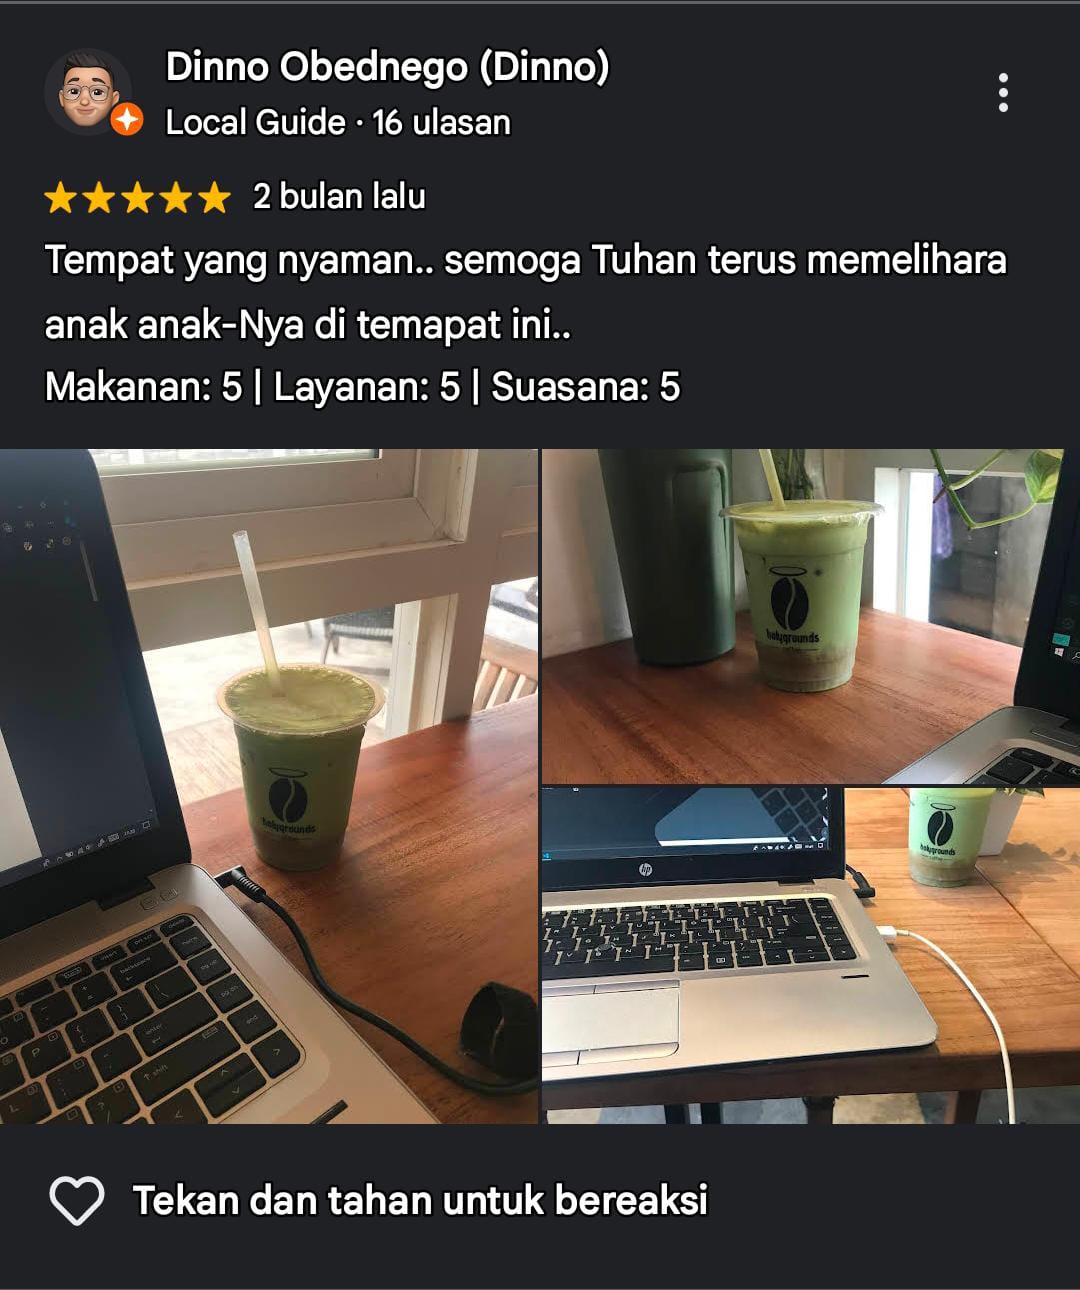 Dinno Obednego (Dinno)
Local Guide · 16 ulasan
2 bulan lalu
Tempat yang nyaman.. semoga Tuhan terus memelihara
anak anak-Nya di temapat ini..
Makanan: 5 | Layanan: 5 | Suasana: 5
holygrounds
holygrounds
hp
holygrounds
Tekan dan tahan untuk bereaksi